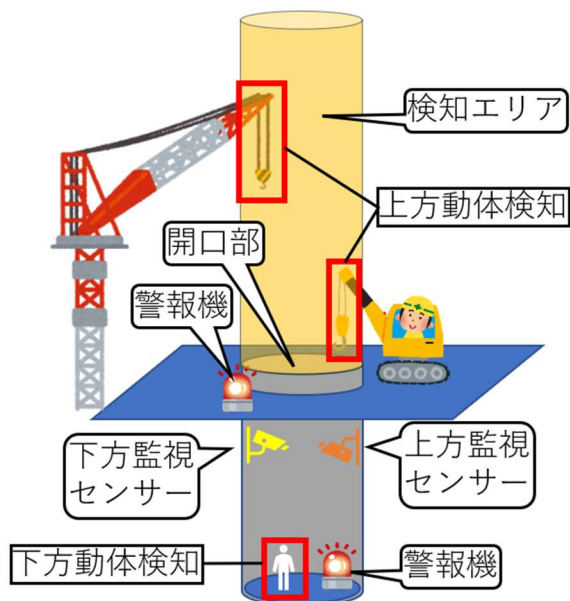 検知エリア
上方動体検知
開口部
警報機
下方監視
センサー
上方監視
センサー
下方動体検知
警報機